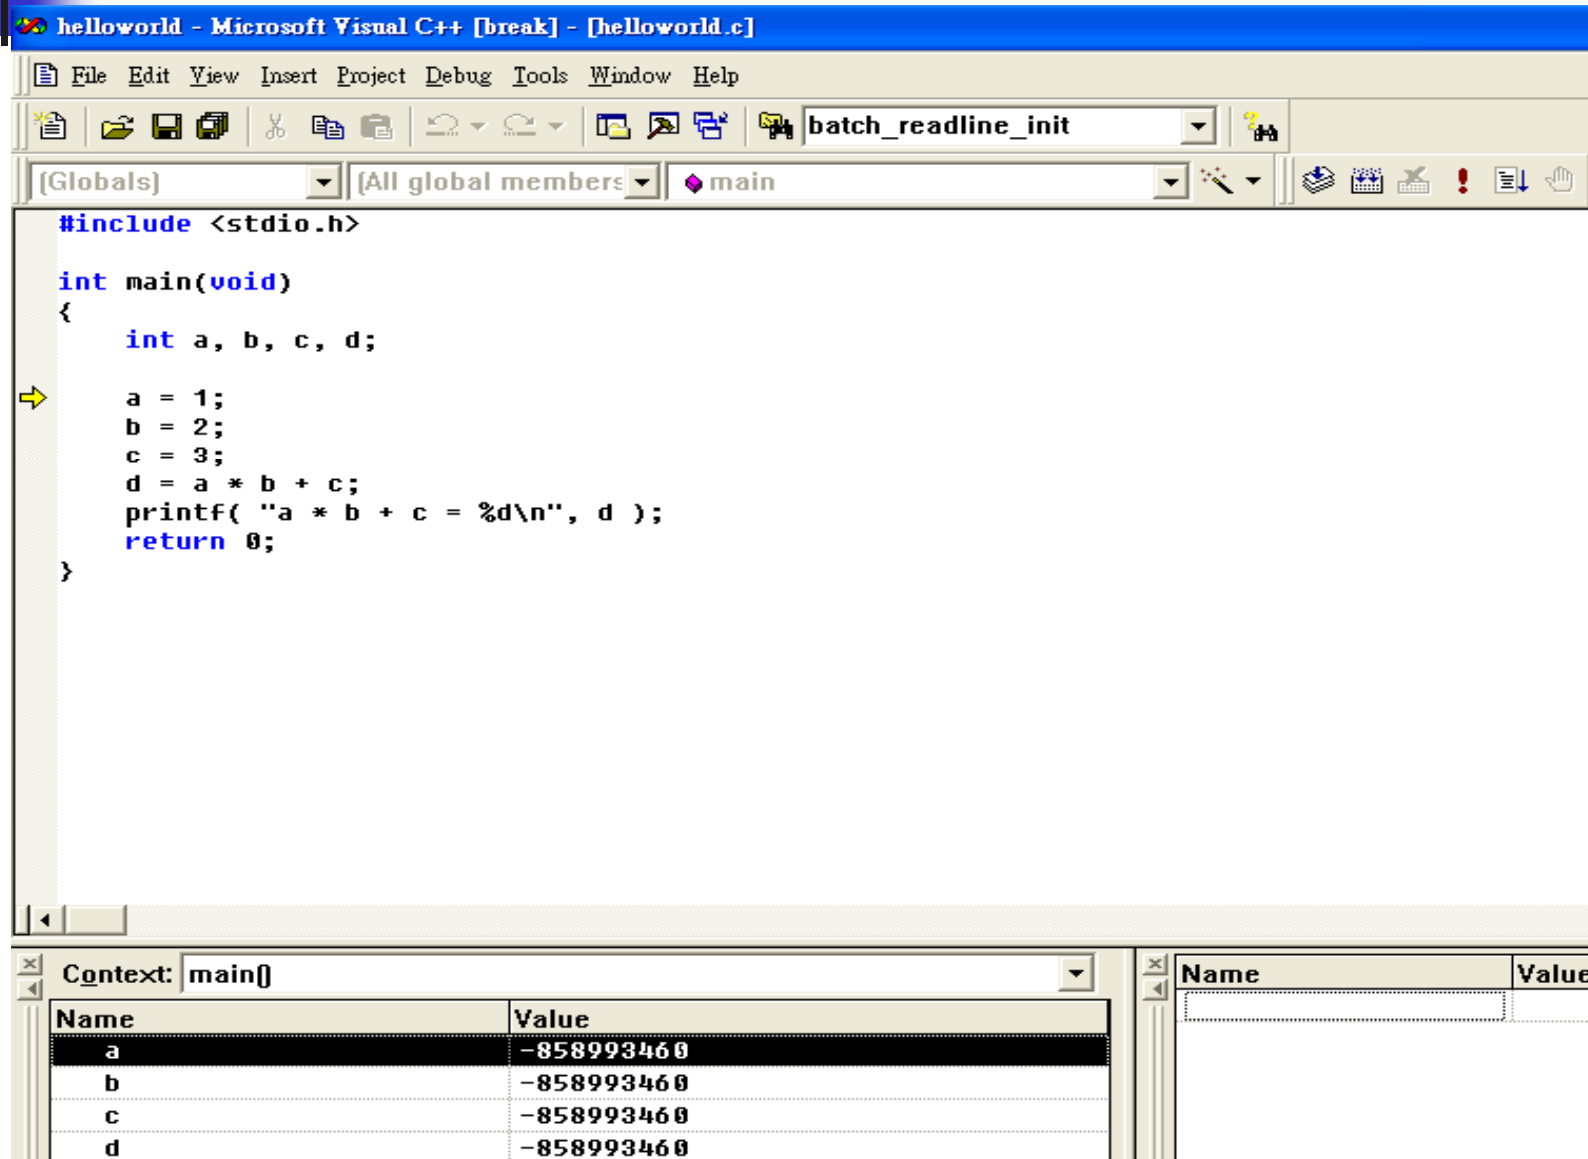 helloworld - Microsoft Visual C++ [break] - [helloworld.c]
File Edit View Insert Project Debug Tools Window Help
batch_readline_init
(Globals) (All global members main
#include <stdio.h>
int main(void)
{
int a, b, c, d;
a = 1;
b = 2;
c = 3;
d = a * b + c;
printf( "a * b + c = %d\n", d );
return 0;
}
Context: main()
Name Value
a -858993460
b -858993460
c -858993460
d -858993460
Name Value